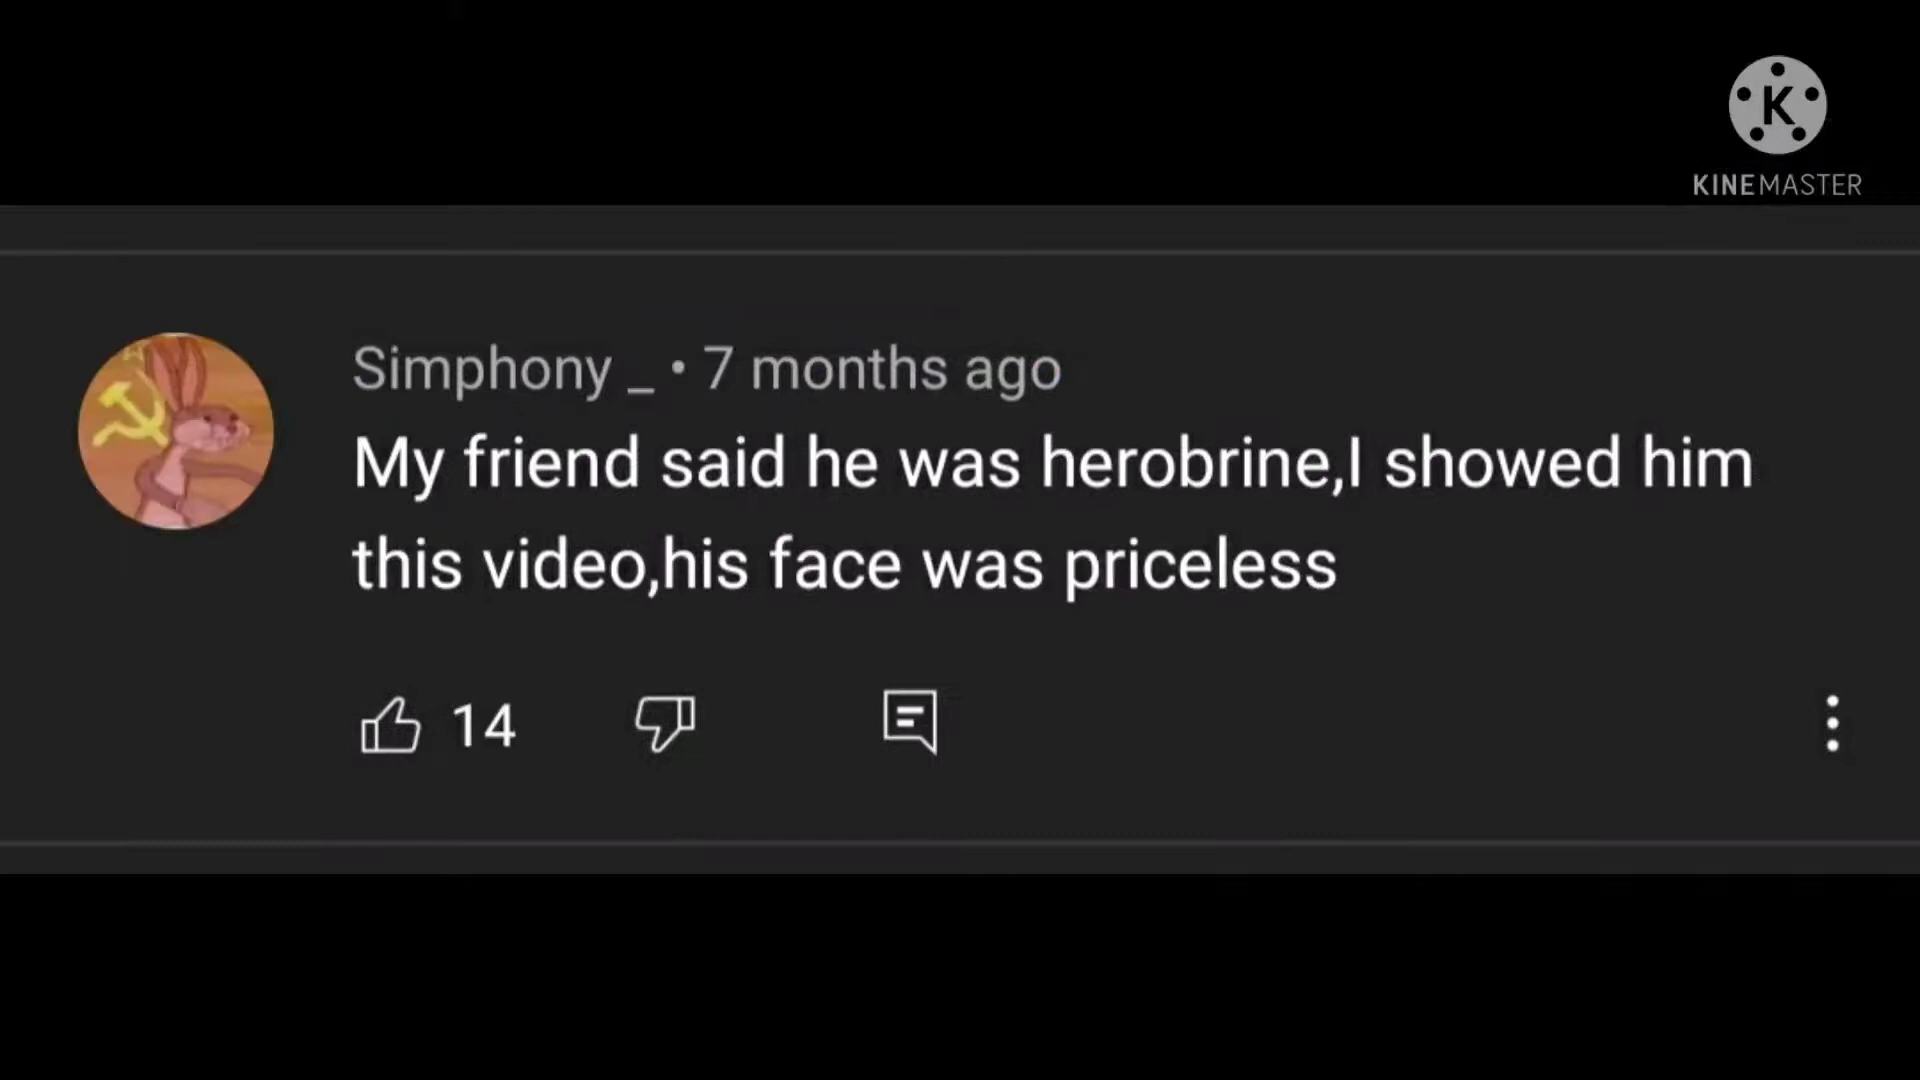 K
KINEMASTER
Simphony _ • 7 months ago
My friend said he was herobrine,I showed him
this video,his face was priceless
14